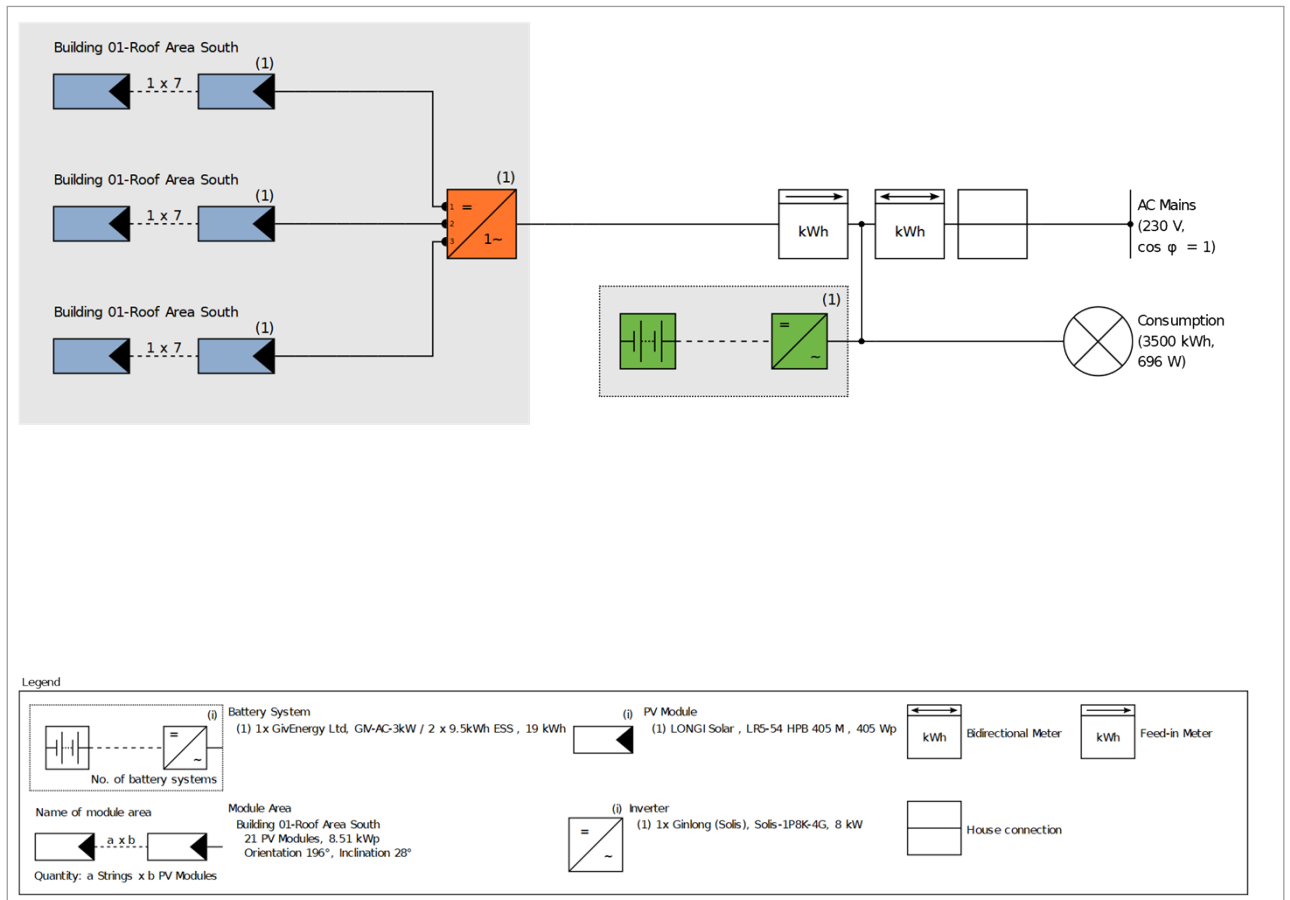 Building 01-Roof Area South
(1)
1 x 7
Building 01-Roof Area South
(1)
1 x 7
(1)
1 =
2
3 1~
kWh
kWh
AC Mains
(230 V,
cos φ = 1)
Building 01-Roof Area South
(1)
1 x 7
(1)
=
~
Consumption
(3500 kWh,
696 W)
Legend
(i)
=
~
No. of battery systems
Battery System
(1) 1x GivEnergy Ltd, GIV-AC-3kW / 2 x 9.5kWh ESS , 19 kWh
(i) PV Module
(1) LONGI Solar , LR5-54 HPB 405 M , 405 Wp
kWh
Bidirectional Meter
kWh
Feed-in Meter
Name of module area
a x b
Quantity: a Strings x b PV Modules
Module Area
Building 01-Roof Area South
21 PV Modules, 8.51 kWp
Orientation 196°, Inclination 28°
(i) Inverter
=
~
(1) 1x Ginlong (Solis), Solis-1P8K-4G, 8 kW
House connection